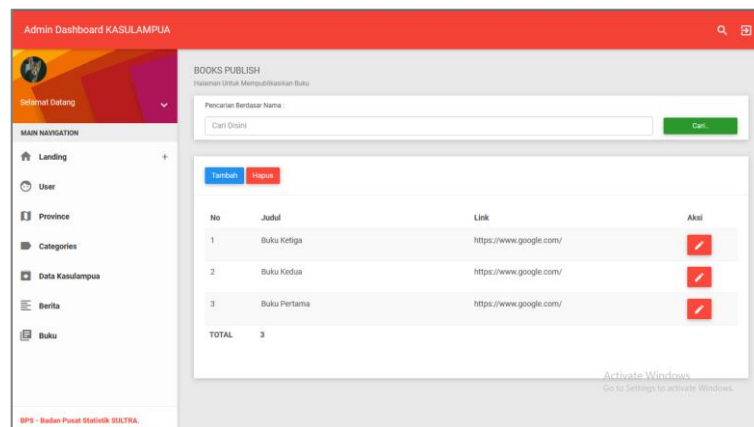 Admin Dashboard KASULAMPUA
Selamat Datang
MAIN NAVIGATION
Landing
User
Province
Categories
Data Kasulampua
Berita
Buku
BPS - Badan Pusat Statistik SULTRA.
BOOKS PUBLISH
Halaman Untuk Mempublikasikan Buku
Pencarian Berdasar Nama :
Cari Disini
Cari..
Tambah Hapus
No Judul Link Aksi
1 Buku Ketiga https://www.google.com/
2 Buku Kedua https://www.google.com/
3 Buku Pertama https://www.google.com/
TOTAL 3
Activate Windows
Go to Settings to activate Windows.